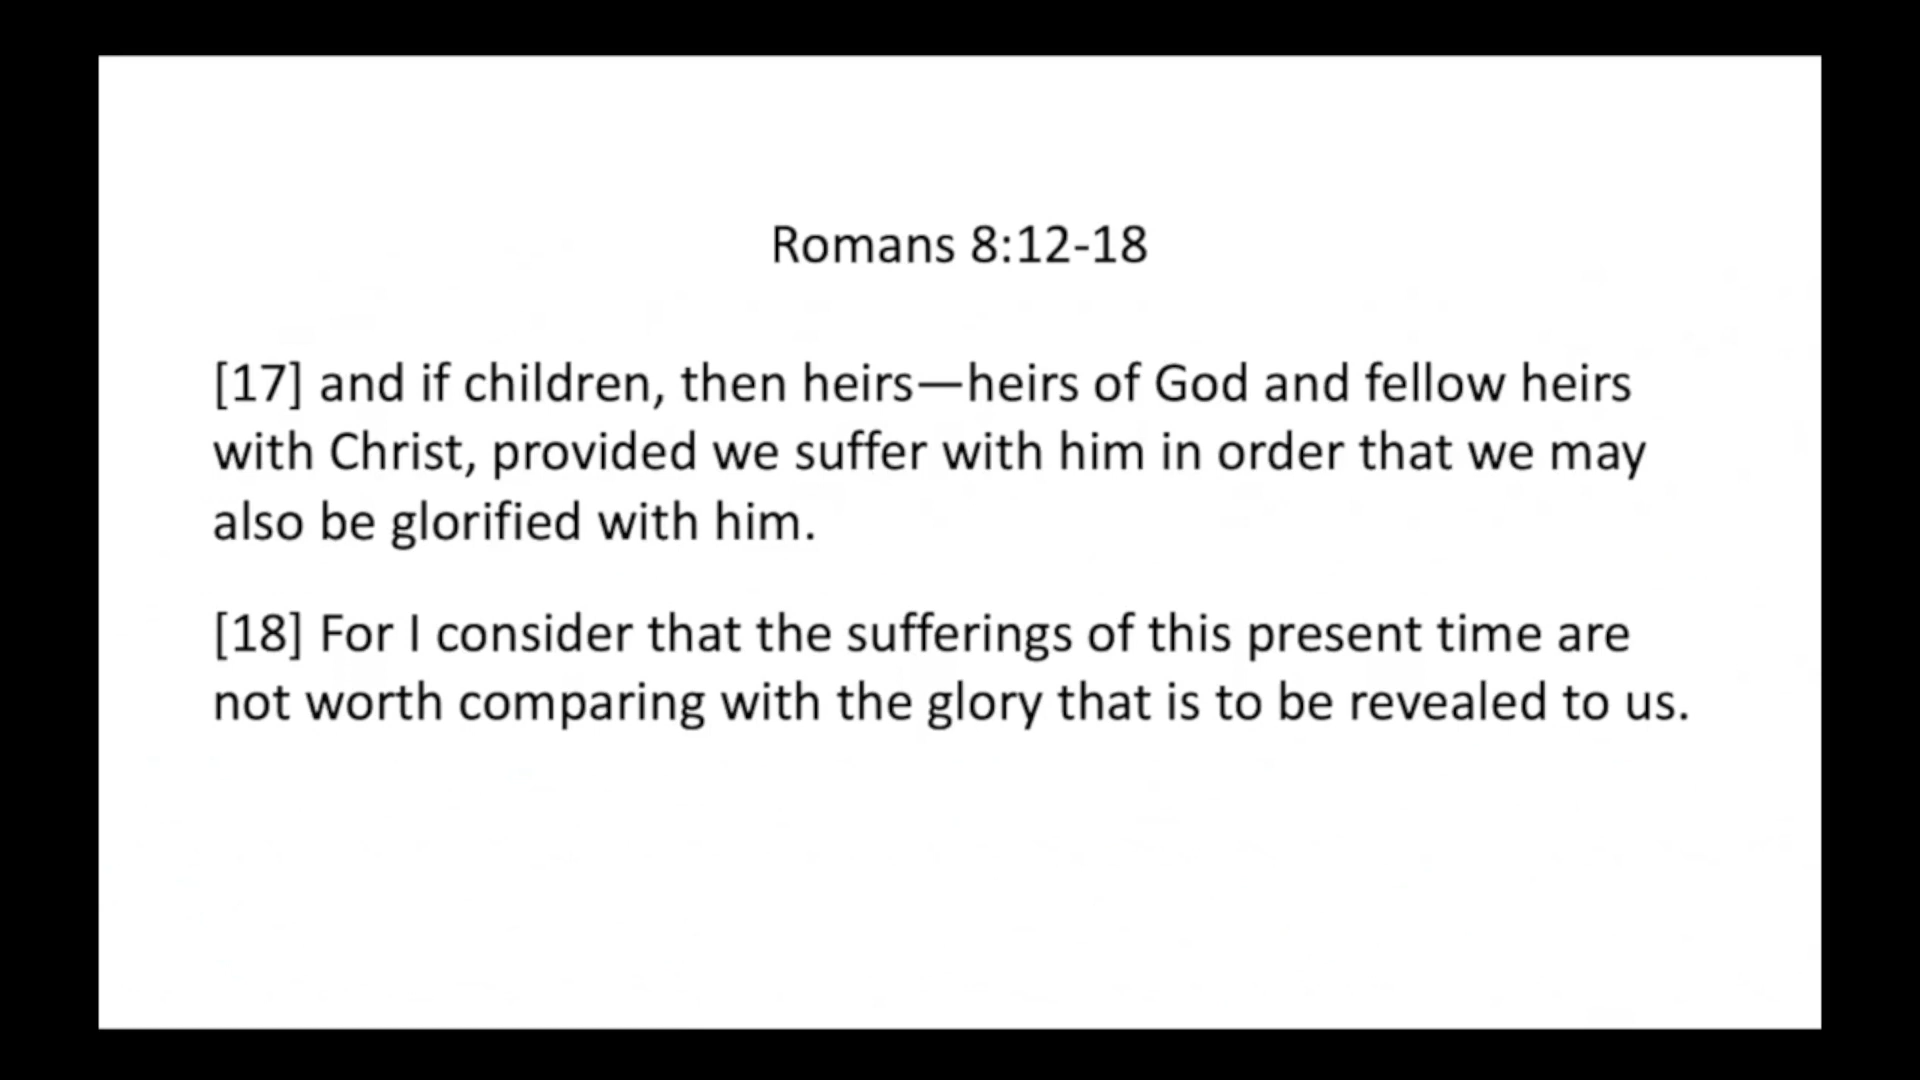 Romans 8:12-18
[17] and if children, then heirs—heirs of God and fellow heirs
with Christ, provided we suffer with him in order that we may
also be glorified with him.
[18] For I consider that the sufferings of this present time are
not worth comparing with the glory that is to be revealed to us.